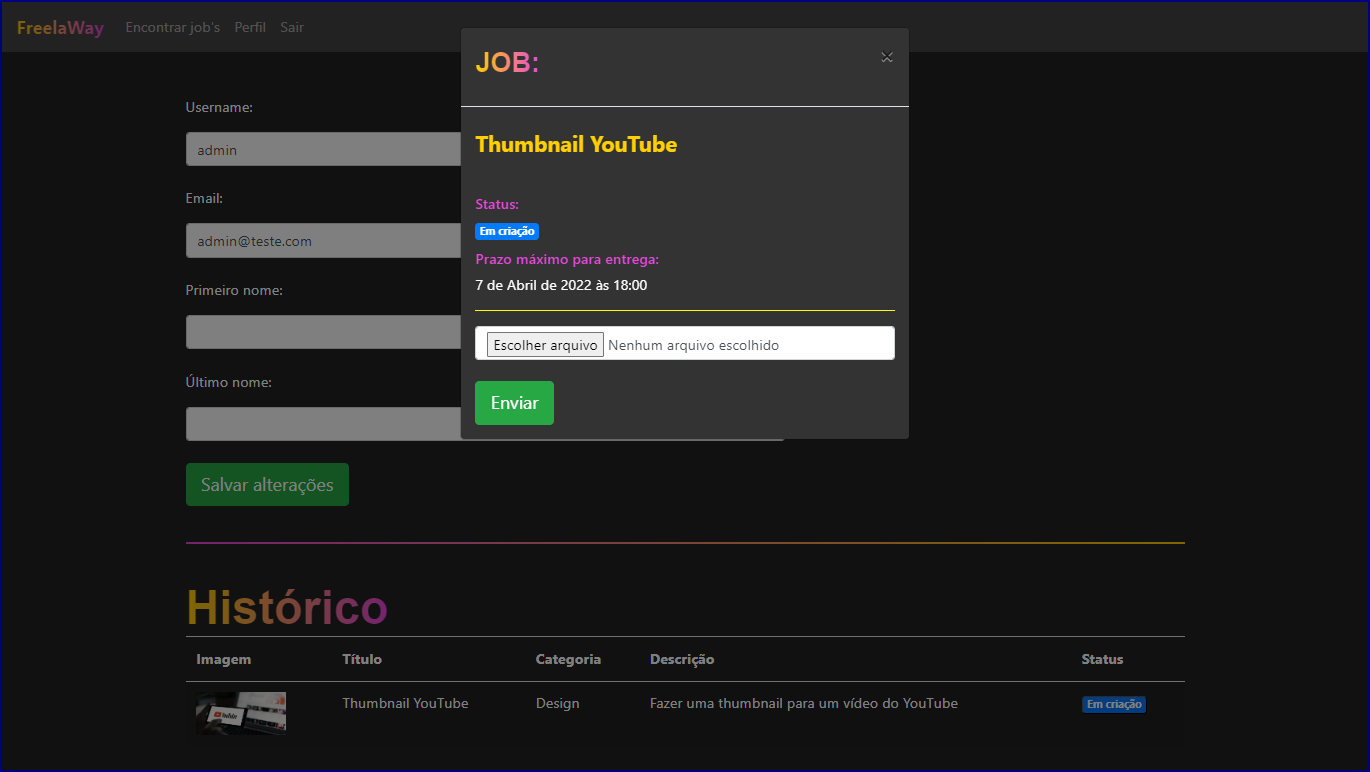 FreelaWay Encontrar job's Perfil Sair
JOB:
×
Thumbnail YouTube
Status:
Em criação
Prazo máximo para entrega:
7 de Abril de 2022 às 18:00
Escolher arquivo Nenhum arquivo escolhido
Enviar
Username:
admin
Email:
admin@teste.com
Primeiro nome:
Último nome:
Salvar alterações
Histórico
Imagem Título Categoria Descrição Status
YouTube Thumbnail YouTube Design Fazer uma thumbnail para um vídeo do YouTube Em criação